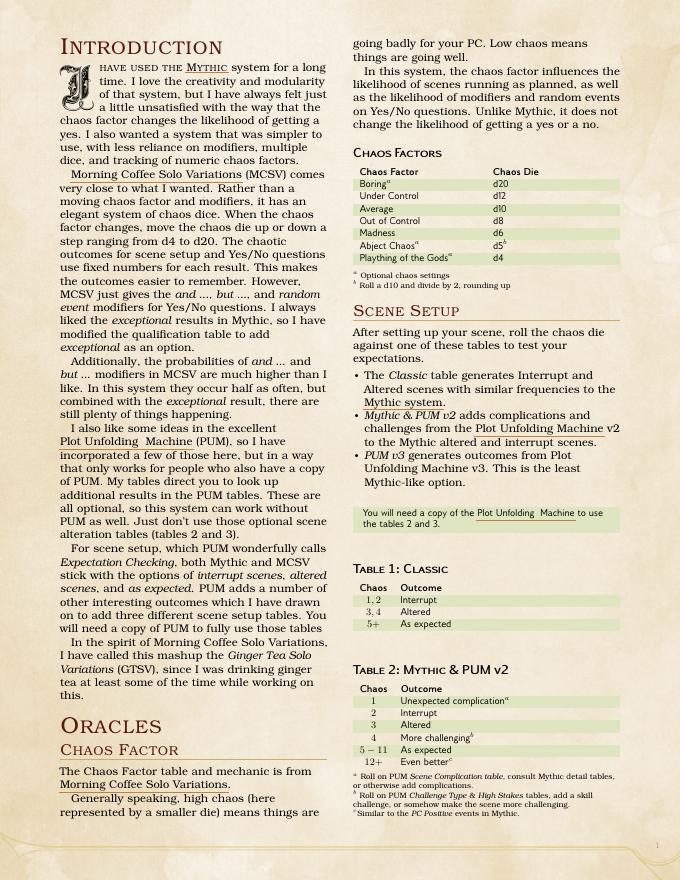 INTRODUCTION
I HAVE USED THE MYTHIC system for a long
time. I love the creativity and modularity
of that system, but I have always felt just
a little unsatisfied with the way that the
chaos factor changes the likelihood of getting a
yes. I also wanted a system that was simpler to
use, with less reliance on modifiers, multiple
dice, and tracking of numeric chaos factors.
Morning Coffee Solo Variations (MCSV) comes
very close to what I wanted. Rather than a
moving chaos factor and modifiers, it has an
elegant system of chaos dice. When the chaos
factor changes, move the chaos die up or down a
step ranging from d4 to d20. The chaotic
outcomes for scene setup and Yes/No questions
use fixed numbers for each result. This makes
the outcomes easier to remember. However,
MCSV just gives the and ..., but ..., and random
event modifiers for Yes/No questions. I always
liked the exceptional results in Mythic, so I have
modified the qualification table to add
exceptional as an option.
Additionally, the probabilities of and ... and
but ... modifiers in MCSV are much higher than I
like. In this system they occur half as often, but
combined with the exceptional result, there are
still plenty of things happening.
I also like some ideas in the excellent
Plot Unfolding Machine (PUM), so I have
incorporated a few of those here, but in a way
that only works for people who also have a copy
of PUM. My tables direct you to look up
additional results in the PUM tables. These are
all optional, so this system can work without
PUM as well. Just don't use those optional scene
alteration tables (tables 2 and 3).
For scene setup, which PUM wonderfully calls
Expectation Checking, both Mythic and MCSV
stick with the options of interrupt scenes, altered
scenes, and as expected. PUM adds a number of
other interesting outcomes which I have drawn
on to add three different scene setup tables. You
will need a copy of PUM to fully use those tables
In the spirit of Morning Coffee Solo Variations,
I have called this mashup the Ginger Tea Solo
Variations (GTSV), since I was drinking ginger
tea at least some of the time while working on
this.
ORACLES
CHAOS FACTOR
The Chaos Factor table and mechanic is from
Morning Coffee Solo Variations.
Generally speaking, high chaos (here
represented by a smaller die) means things are
going badly for your PC. Low chaos means
things are going well.
In this system, the chaos factor influences the
likelihood of scenes running as planned, as well
as the likelihood of modifiers and random events
on Yes/No questions. Unlike Mythic, it does not
change the likelihood of getting a yes or a no.
CHAOS FACTORS
Chaos Factor Chaos Die
Boring^a d20
Under Control d12
Average d10
Out of Control d8
Madness d6
Abject Chaos^a d5^b
Plaything of the Gods^a d4
^a Optional chaos settings
^b Roll a d10 and divide by 2, rounding up
SCENE SETUP
After setting up your scene, roll the chaos die
against one of these tables to test your
expectations.
• The Classic table generates Interrupt and
Altered scenes with similar frequencies to the
Mythic system.
• Mythic & PUM v2 adds complications and
challenges from the Plot Unfolding Machine v2
to the Mythic altered and interrupt scenes.
• PUM v3 generates outcomes from Plot
Unfolding Machine v3. This is the least
Mythic-like option.
You will need a copy of the Plot Unfolding Machine to use
the tables 2 and 3.
TABLE 1: CLASSIC
Chaos Outcome
1, 2 Interrupt
3, 4 Altered
5+ As expected
TABLE 2: MYTHIC & PUM V2
Chaos Outcome
1 Unexpected complication^a
2 Interrupt
3 Altered
4 More challenging^b
5 − 11 As expected
12+ Even better^c
^a Roll on PUM Scene Complication table, consult Mythic detail tables,
or otherwise add complications.
^b Roll on PUM Challenge Type & High Stakes tables, add a skill
challenge, or somehow make the scene more challenging.
^c Similar to the PC Positive events in Mythic.
1